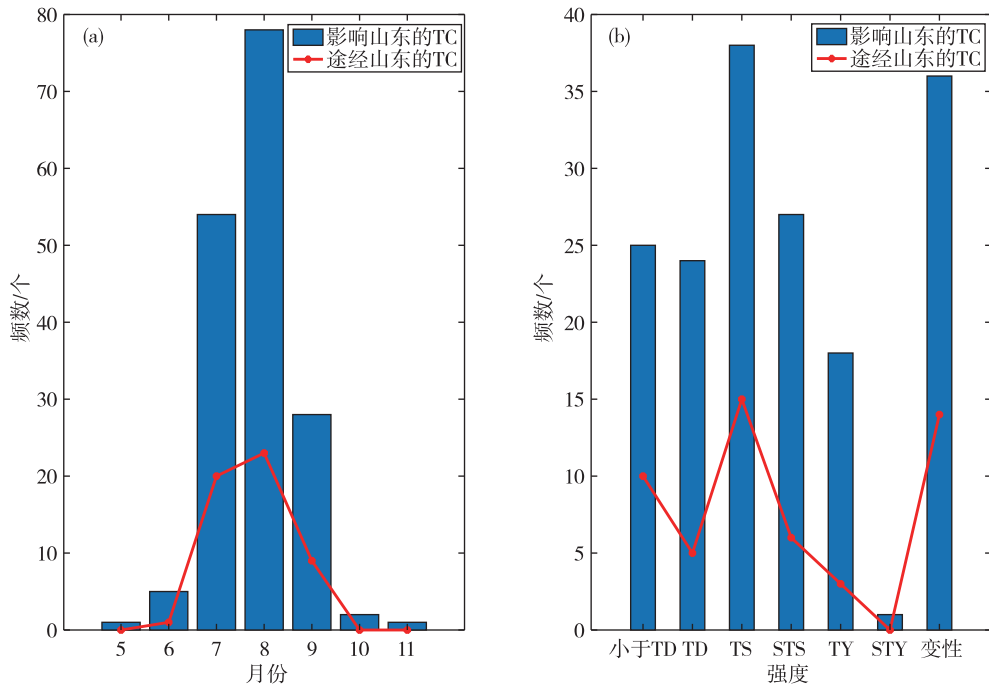 (a)
影响山东的TC
途经山东的TC
80
70
60
50
40
30
20
10
0
频数/个
5 6 7 8 9 10 11
月份
(b)
影响山东的TC
途经山东的TC
40
35
30
25
20
15
10
5
0
频数/个
小于TD TD TS STS TY STY 变性
强度